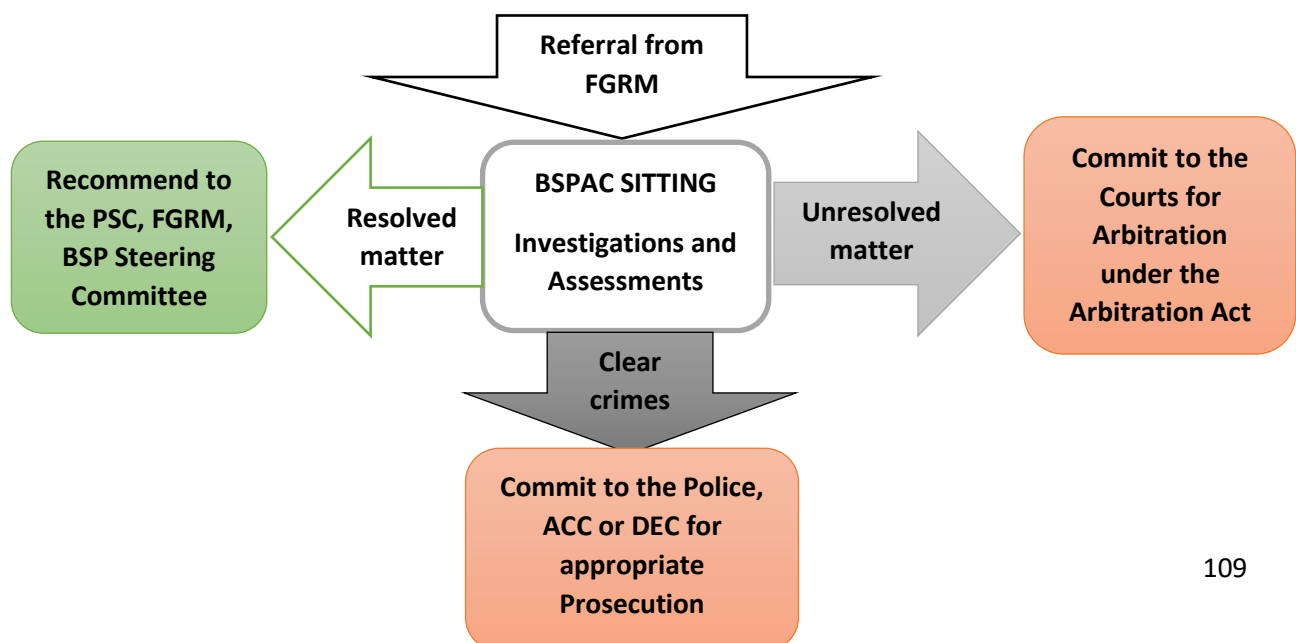 Referral from
FGRM
Recommend to
the PSC, FGRM,
BSP Steering
Committee
Resolved
matter
BSPAC SITTING
Investigations and
Assessments
Unresolved
matter
Commit to the
Courts for
Arbitration
under the
Arbitration Act
Clear
crimes
Commit to the Police,
ACC or DEC for
appropriate
Prosecution
109